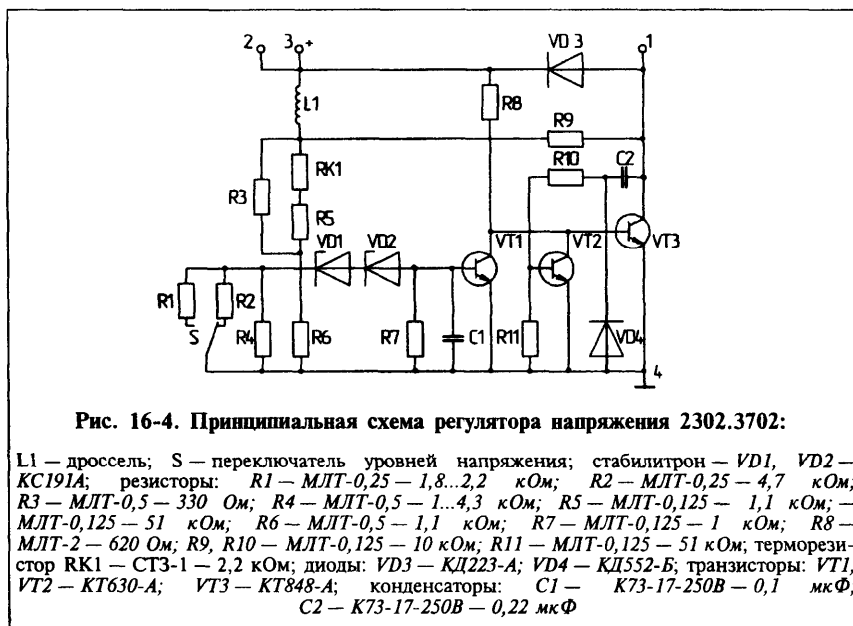 2 3 + VD 3 1
L1 R8
R9
RK1 R10 C2
R3
R5
VD1 VD2 VT1 VT2 VT3
R1 R2
S R4 R6 R7 C1 R11 VD4
4
Рис. 16-4. Принципиальная схема регулятора напряжения 2302.3702:
L1 — дроссель; S — переключатель уровней напряжения; стабилитрон — VD1, VD2 —
КС191А; резисторы: R1 — МЛТ-0,25 — 1,8...2,2 кОм; R2 — МЛТ-0,25 — 4,7 кОм;
R3 — МЛТ-0,5 — 330 Ом; R4 — МЛТ-0,5 — 1...4,3 кОм; R5 — МЛТ-0,125 — 1,1 кОм; —
МЛТ-0,125 — 51 кОм; R6 — МЛТ-0,5 — 1,1 кОм; R7 — МЛТ-0,125 — 1 кОм; R8 —
МЛТ-2 — 620 Ом; R9, R10 — МЛТ-0,125 — 10 кОм; R11 — МЛТ-0,125 — 51 кОм; терморези-
стор RK1 — СТЗ-1 — 2,2 кОм; диоды: VD3 — КД223-А; VD4 — КД552-Б; транзисторы: VT1,
VT2 — КТ630-А; VT3 — КТ848-А; конденсаторы: С1 — К73-17-250В — 0,1 мкФ,
С2 — К73-17-250В — 0,22 мкФ